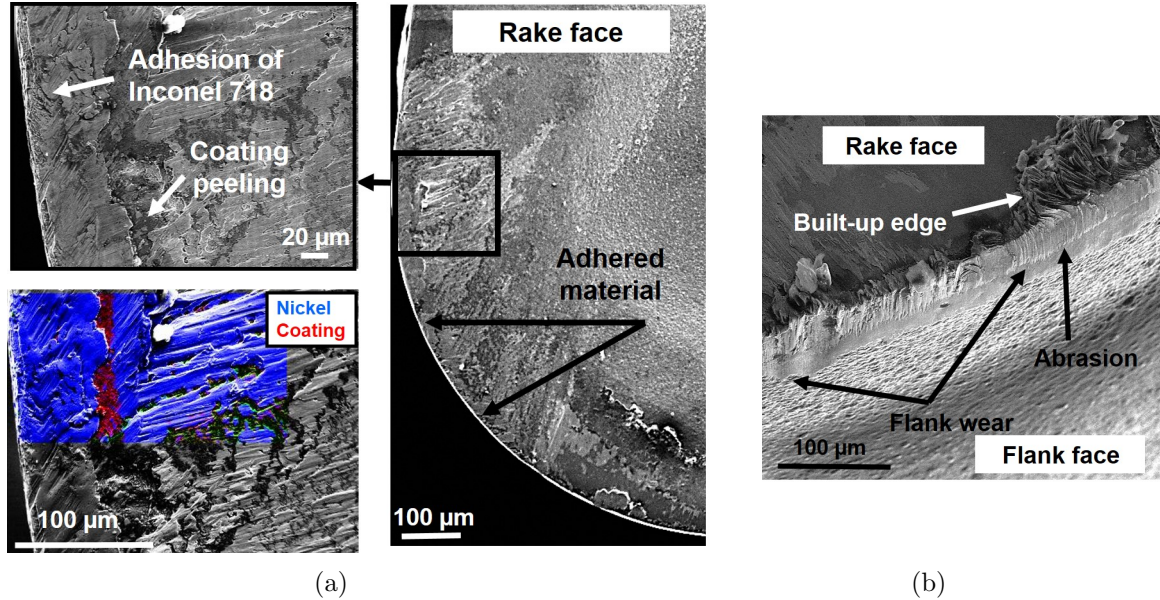 Adhesion of
Inconel 718
Coating
peeling
20 µm
Nickel
Coating
100 µm
Rake face
Adhered
material
100 µm
(a)
Rake face
Built-up edge
Abrasion
Flank wear
100 µm
Flank face
(b)